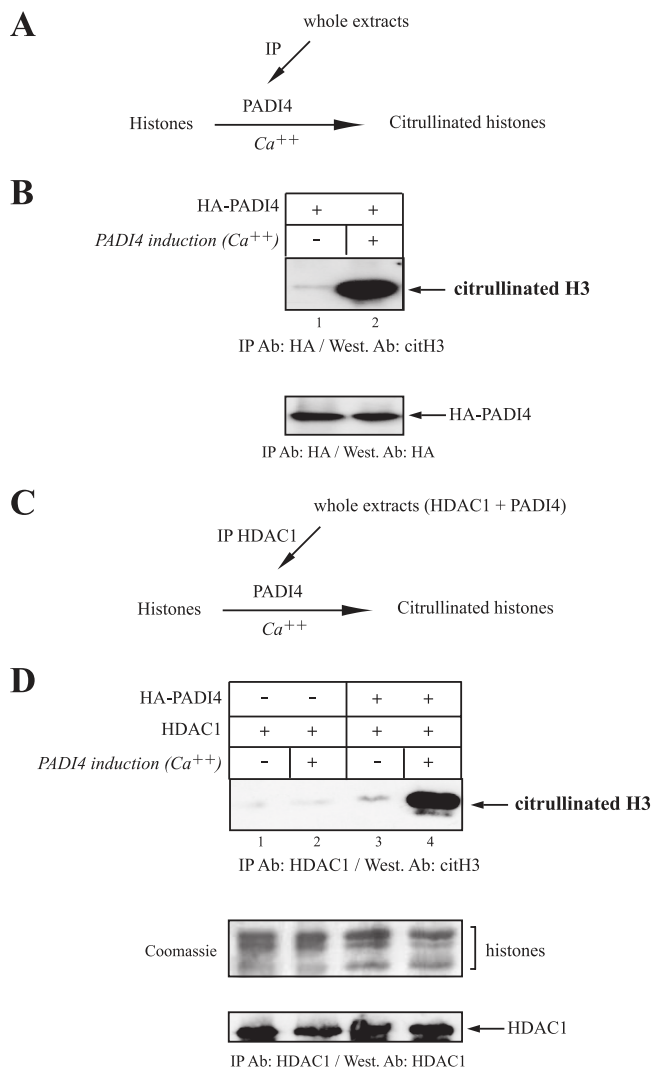 A
whole extracts
IP
PADI4
Histones
Citrullinated histones
Ca++
B
HA-PADI4 + +
PADI4 induction (Ca++) - +
citrullinated H3
1 2
IP Ab: HA / West. Ab: citH3
HA-PADI4
IP Ab: HA / West. Ab: HA
C
whole extracts (HDAC1 + PADI4)
IP HDAC1
PADI4
Histones
Citrullinated histones
Ca++
D
HA-PADI4 - - + +
HDAC1 + + + +
PADI4 induction (Ca++) - + - +
citrullinated H3
1 2 3 4
IP Ab: HDAC1 / West. Ab: citH3
Coomassie
histones
HDAC1
IP Ab: HDAC1 / West. Ab: HDAC1